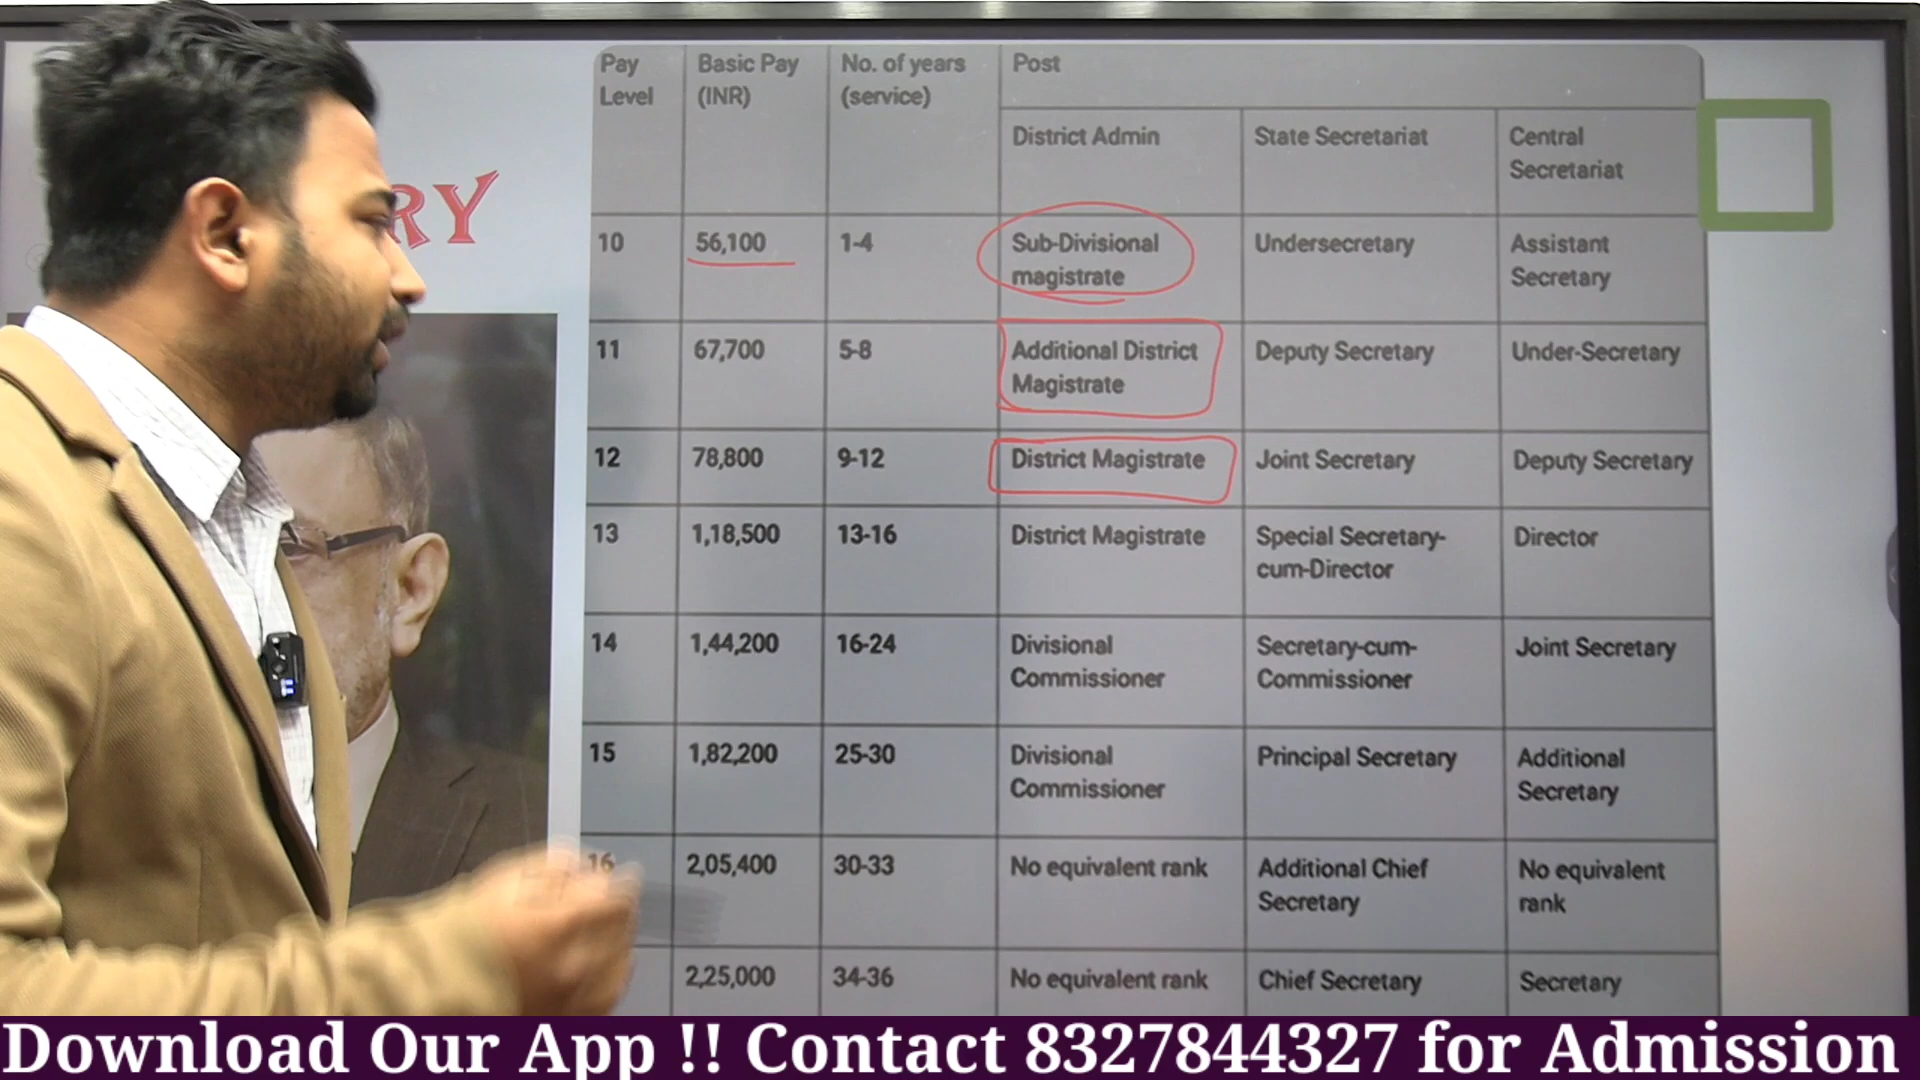 RY
Pay Level
Basic Pay (INR)
No. of years (service)
Post
District Admin
State Secretariat
Central Secretariat
10
56,100
1-4
Sub-Divisional magistrate
Undersecretary
Assistant Secretary
11
67,700
5-8
Additional District Magistrate
Deputy Secretary
Under-Secretary
12
78,800
9-12
District Magistrate
Joint Secretary
Deputy Secretary
13
1,18,500
13-16
District Magistrate
Special Secretary-cum-Director
Director
14
1,44,200
16-24
Divisional Commissioner
Secretary-cum-Commissioner
Joint Secretary
15
1,82,200
25-30
Divisional Commissioner
Principal Secretary
Additional Secretary
16
2,05,400
30-33
No equivalent rank
Additional Chief Secretary
No equivalent rank
2,25,000
34-36
No equivalent rank
Chief Secretary
Secretary
Download Our App !! Contact 8327844327 for Admission